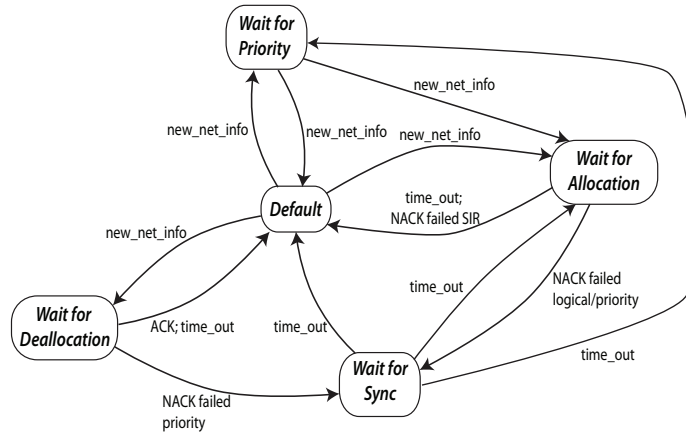 Wait for
Priority
new_net_info
new_net_info
new_net_info
new_net_info
Wait for
Allocation
Default
time_out;
NACK failed SIR
new_net_info
time_out
NACK failed
logical/priority
Wait for
Deallocation
ACK; time_out
time_out
time_out
Wait for
Sync
NACK failed
priority